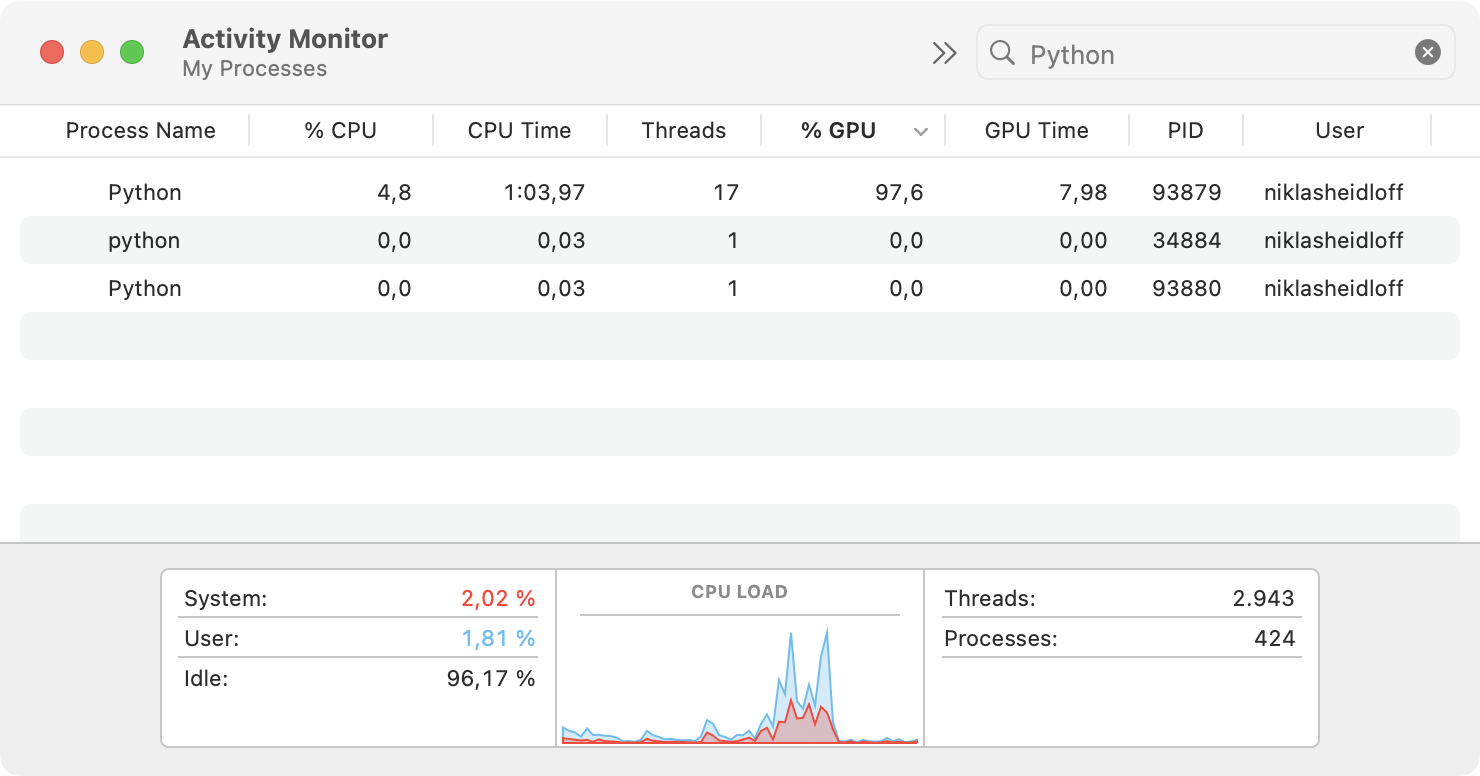 Activity Monitor
My Processes
Python
Process Name % CPU CPU Time Threads % GPU GPU Time PID User
Python 4,8 1:03,97 17 97,6 7,98 93879 niklasheidloff
python 0,0 0,03 1 0,0 0,00 34884 niklasheidloff
Python 0,0 0,03 1 0,0 0,00 93880 niklasheidloff
System: 2,02 % CPU LOAD Threads: 2.943
User: 1,81 % Processes: 424
Idle: 96,17 %